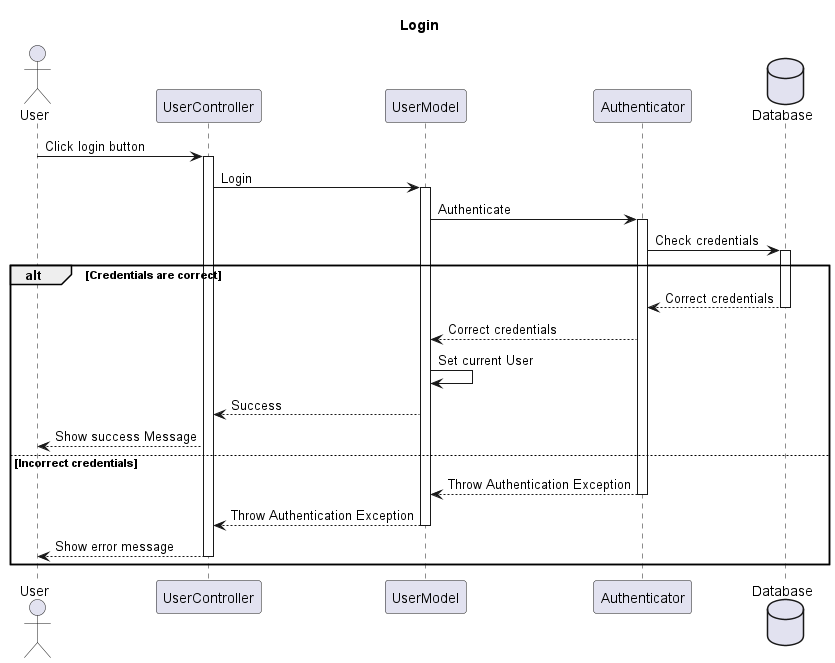 Login
User
UserController
UserModel
Authenticator
Database
Click login button
Login
Authenticate
Check credentials
alt
[Credentials are correct]
Correct credentials
Correct credentials
Set current User
Success
Show success Message
[Incorrect credentials]
Throw Authentication Exception
Throw Authentication Exception
Show error message
User
UserController
UserModel
Authenticator
Database